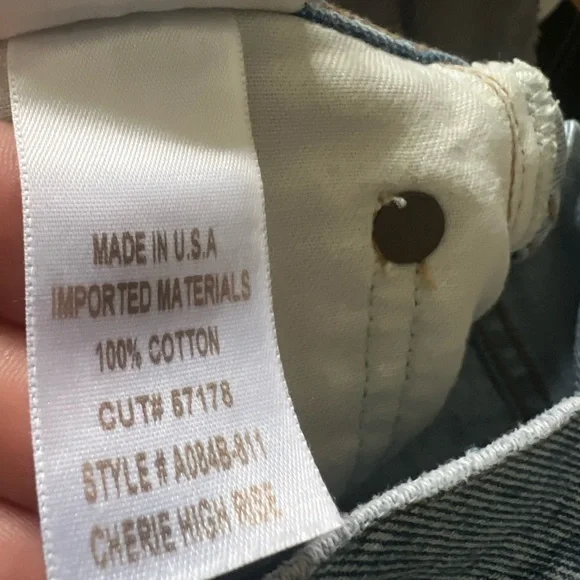 MADE IN U.S.A
IMPORTED MATERIALS
100% COTTON
CUT# 57178
STYLE # A084B-811
CHERIE HIGH RISE